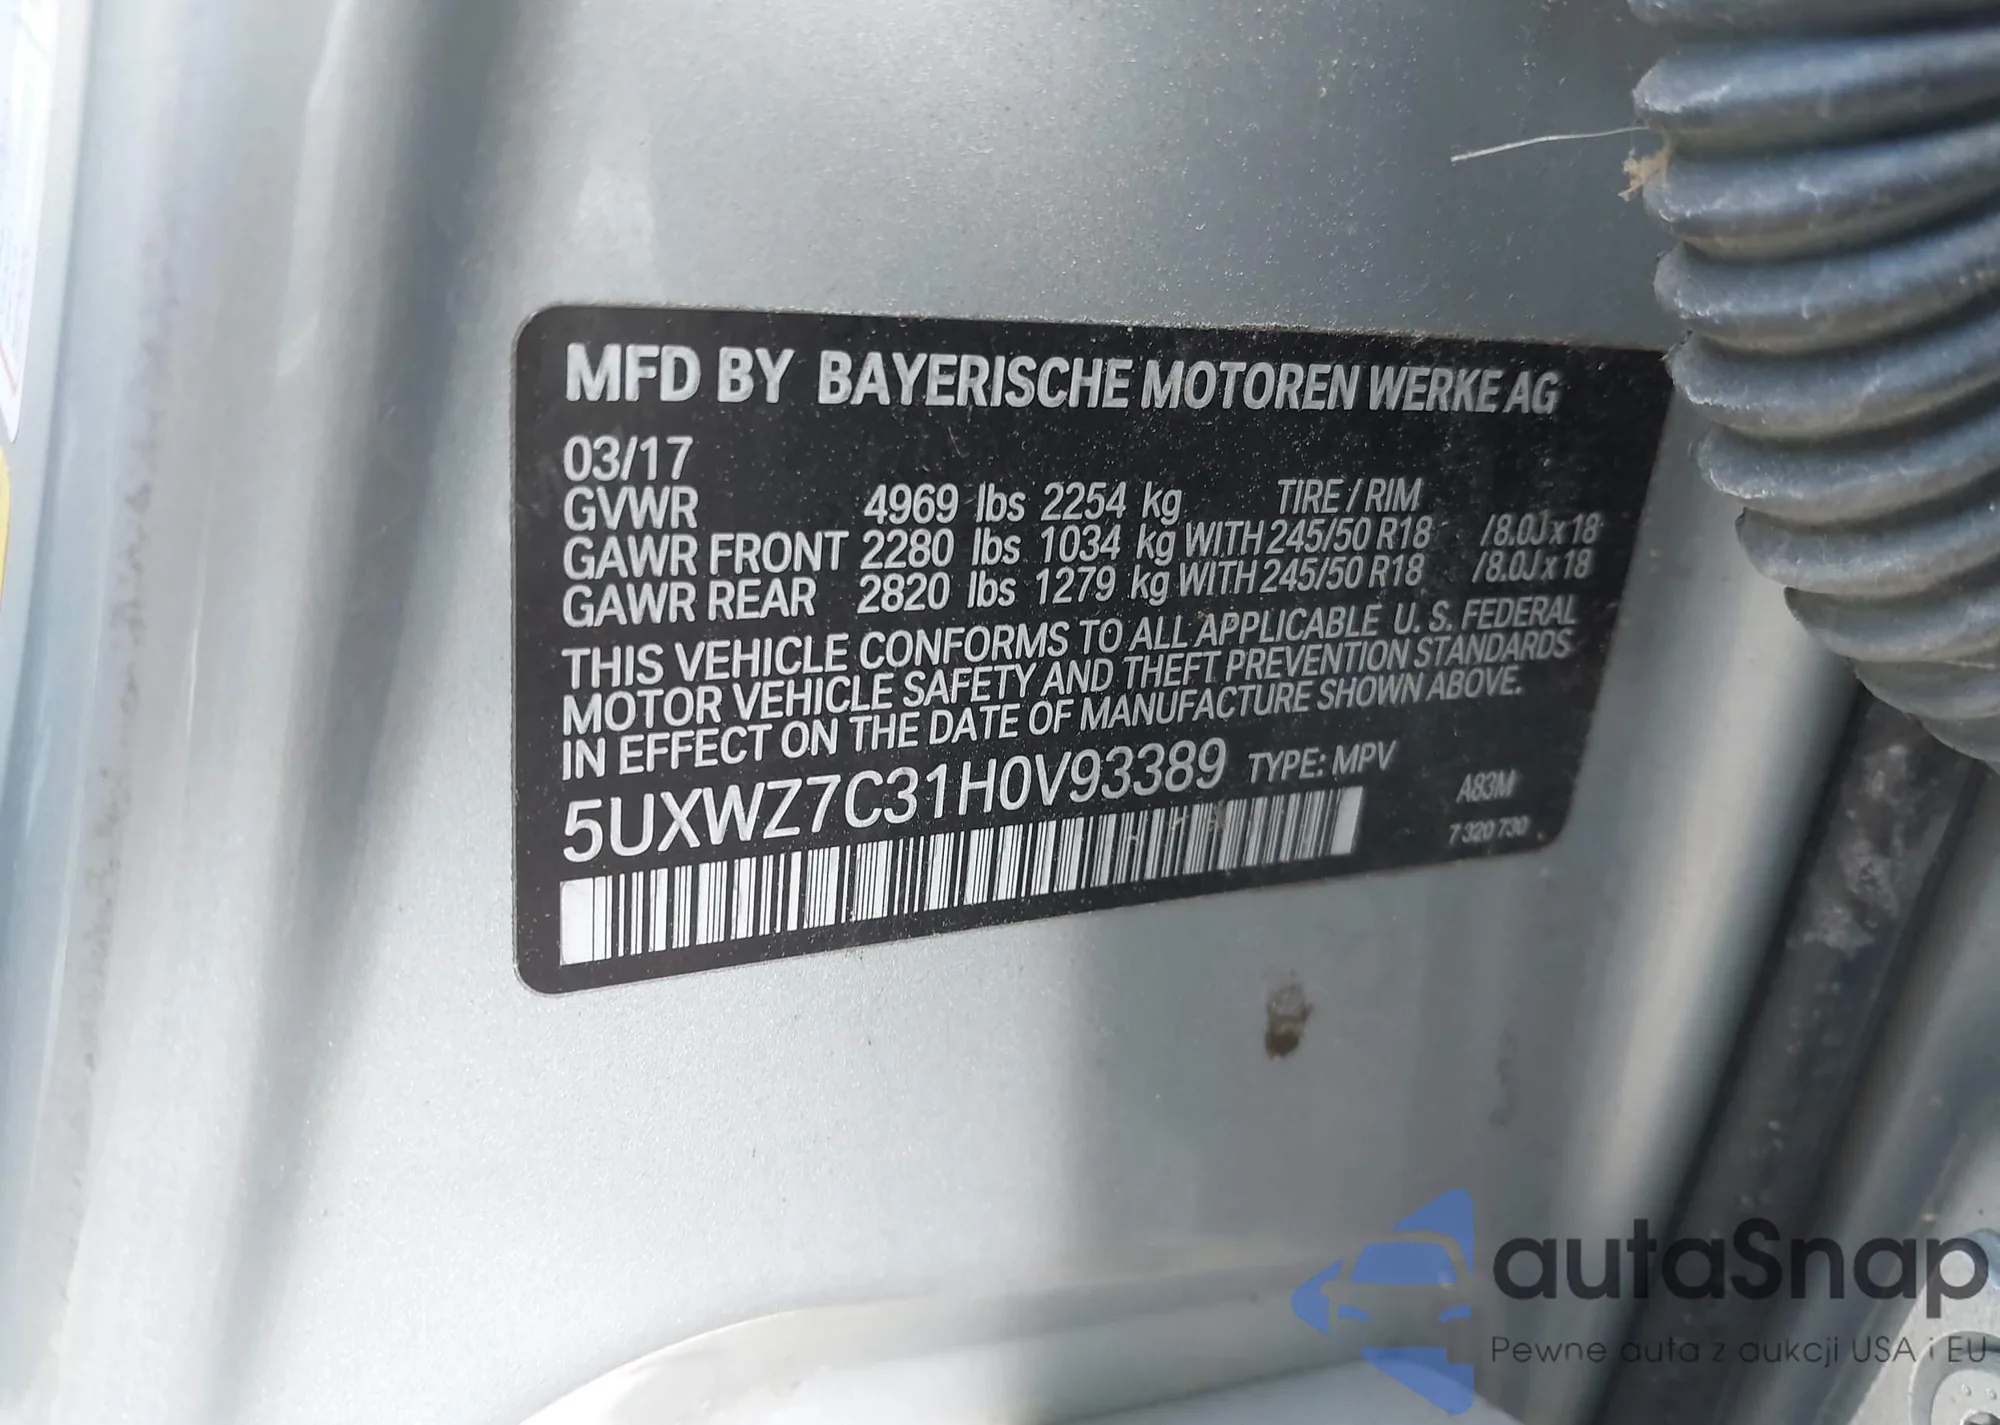 MFD BY BAYERISCHE MOTOREN WERKE AG
03/17
GVWR 4969 lbs 2254 kg TIRE / RIM
GAWR FRONT 2280 lbs 1034 kg WITH 245/50 R18 /8.0J x 18
GAWR REAR 2820 lbs 1279 kg WITH 245/50 R18 /8.0J x 18
THIS VEHICLE CONFORMS TO ALL APPLICABLE U. S. FEDERAL
MOTOR VEHICLE SAFETY AND THEFT PREVENTION STANDARDS
IN EFFECT ON THE DATE OF MANUFACTURE SHOWN ABOVE.
5UXWZ7C31H0V93389 TYPE: MPV
A83M
7 320 730
autaSnap
Pewne auta z aukcji USA i EU